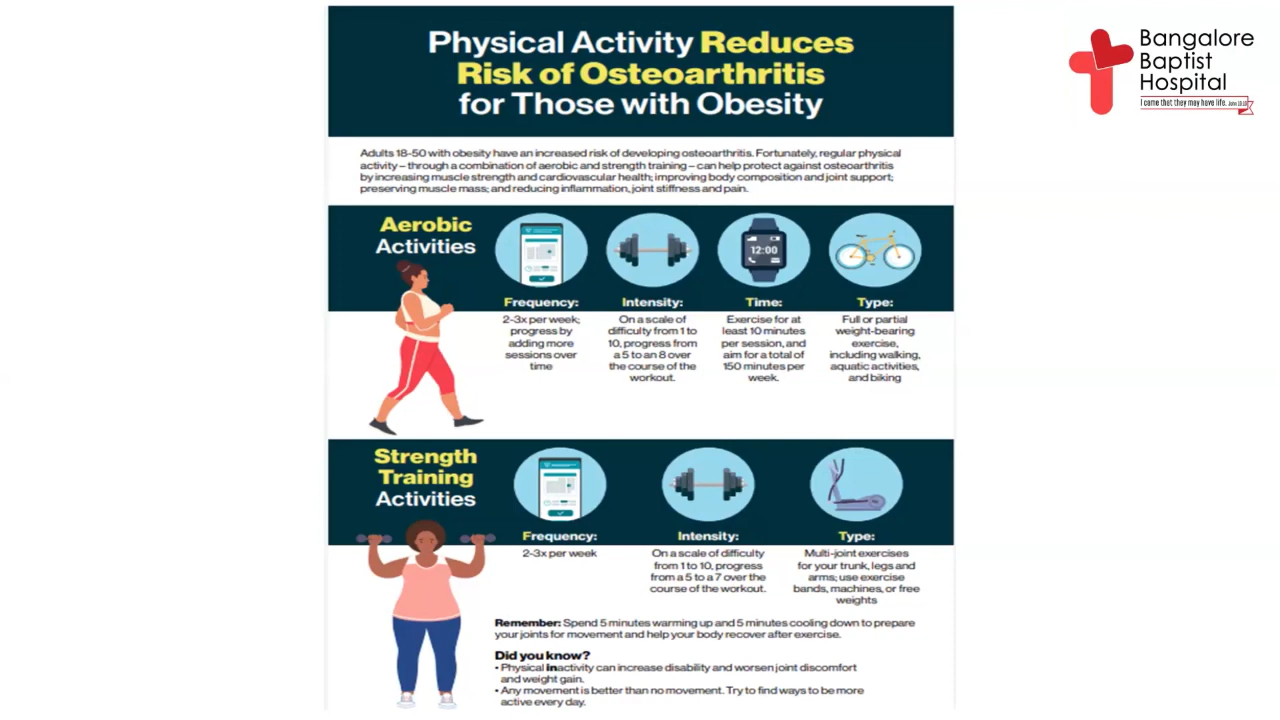 Physical Activity Reduces
Risk of Osteoarthritis
for Those with Obesity
Bangalore
Baptist
Hospital
I come that they may have life. John 10:10
Adults 18-50 with obesity have an increased risk of developing osteoarthritis. Fortunately, regular physical
activity – through a combination of aerobic and strength training – can help protect against osteoarthritis
by increasing muscle strength and cardiovascular health; improving body composition and joint support;
preserving muscle mass; and reducing inflammation, joint stiffness and pain.
Aerobic
Activities
12:00
Frequency:
2-3x per week;
progress by
adding more
sessions over
time
Intensity:
On a scale of
difficulty from 1 to
10, progress from
a 5 to an 8 over
the course of the
workout.
Time:
Exercise for at
least 10 minutes
per session, and
aim for a total of
150 minutes per
week.
Type:
Full or partial
weight-bearing
exercise,
including walking,
aquatic activities,
and biking
Strength
Training
Activities
Frequency:
2-3x per week
Intensity:
On a scale of difficulty
from 1 to 10, progress
from a 5 to a 7 over the
course of the workout.
Type:
Multi-joint exercises
for your trunk, legs and
arms; use exercise
bands, machines, or free
weights
Remember: Spend 5 minutes warming up and 5 minutes cooling down to prepare
your joints for movement and help your body recover after exercise.
Did you know?
• Physical inactivity can increase disability and worsen joint discomfort
and weight gain.
• Any movement is better than no movement. Try to find ways to be more
active every day.